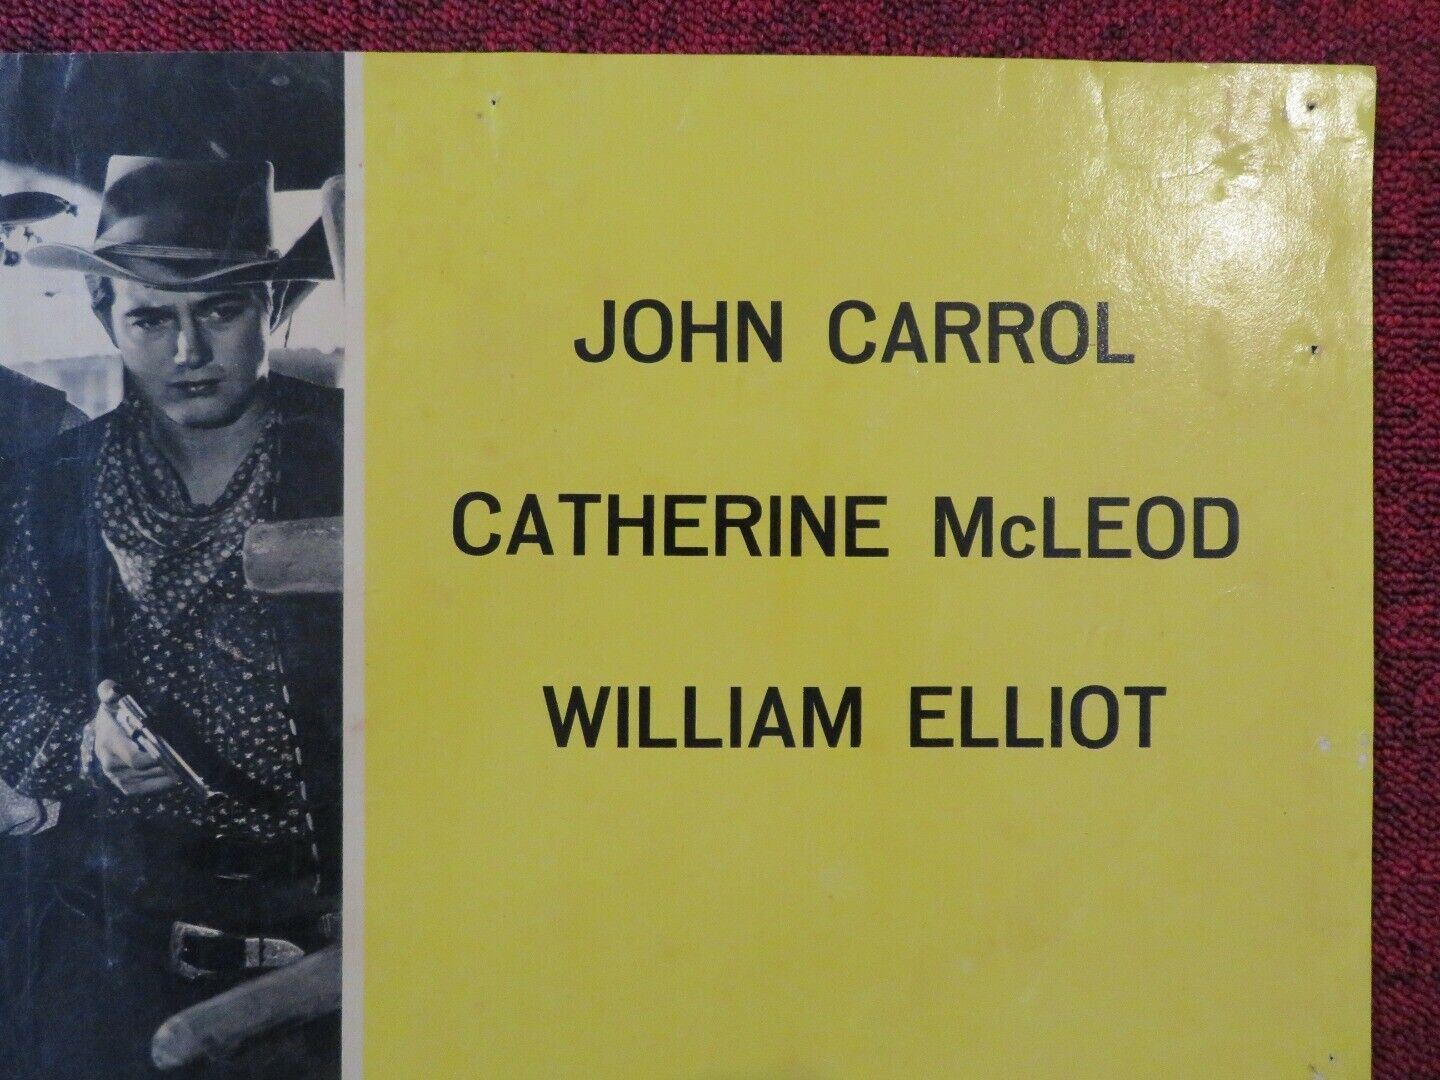 JOHN CARROL
CATHERINE McLEOD
WILLIAM ELLIOT